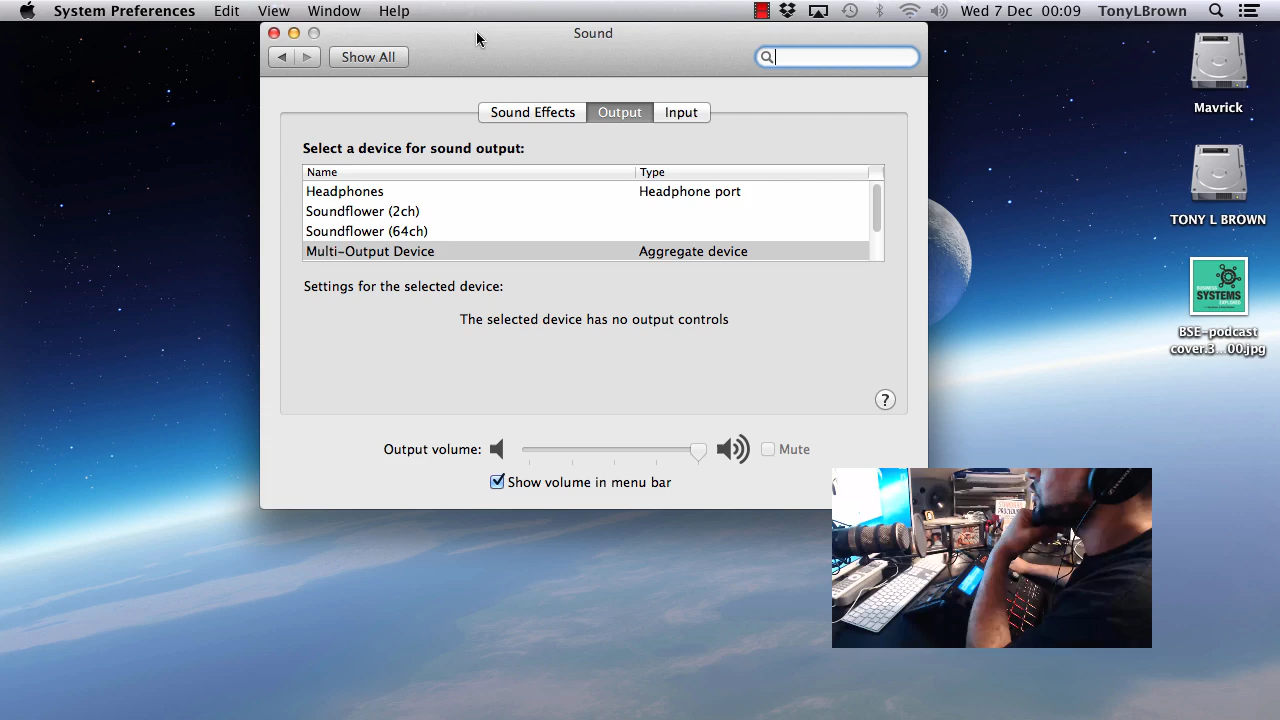 System Preferences Edit View Window Help Wed 7 Dec 00:09 TonyLBrown
Sound
Show All
Sound Effects Output Input
Select a device for sound output:
Name Type
Headphones Headphone port
Soundflower (2ch)
Soundflower (64ch)
Multi-Output Device Aggregate device
Settings for the selected device:
The selected device has no output controls
?
Output volume: Mute
Show volume in menu bar
Mavrick
TONY L BROWN
BUSINESS
SYSTEMS
EXPLORED
BSE-podcast
cover.3...00.jpg